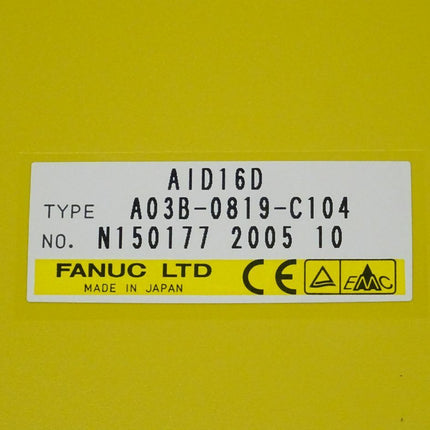 AID16D
TYPE A03B-0819-C104
NO. N150177 2005 10
FANUC LTD
MADE IN JAPAN
CE
EMC